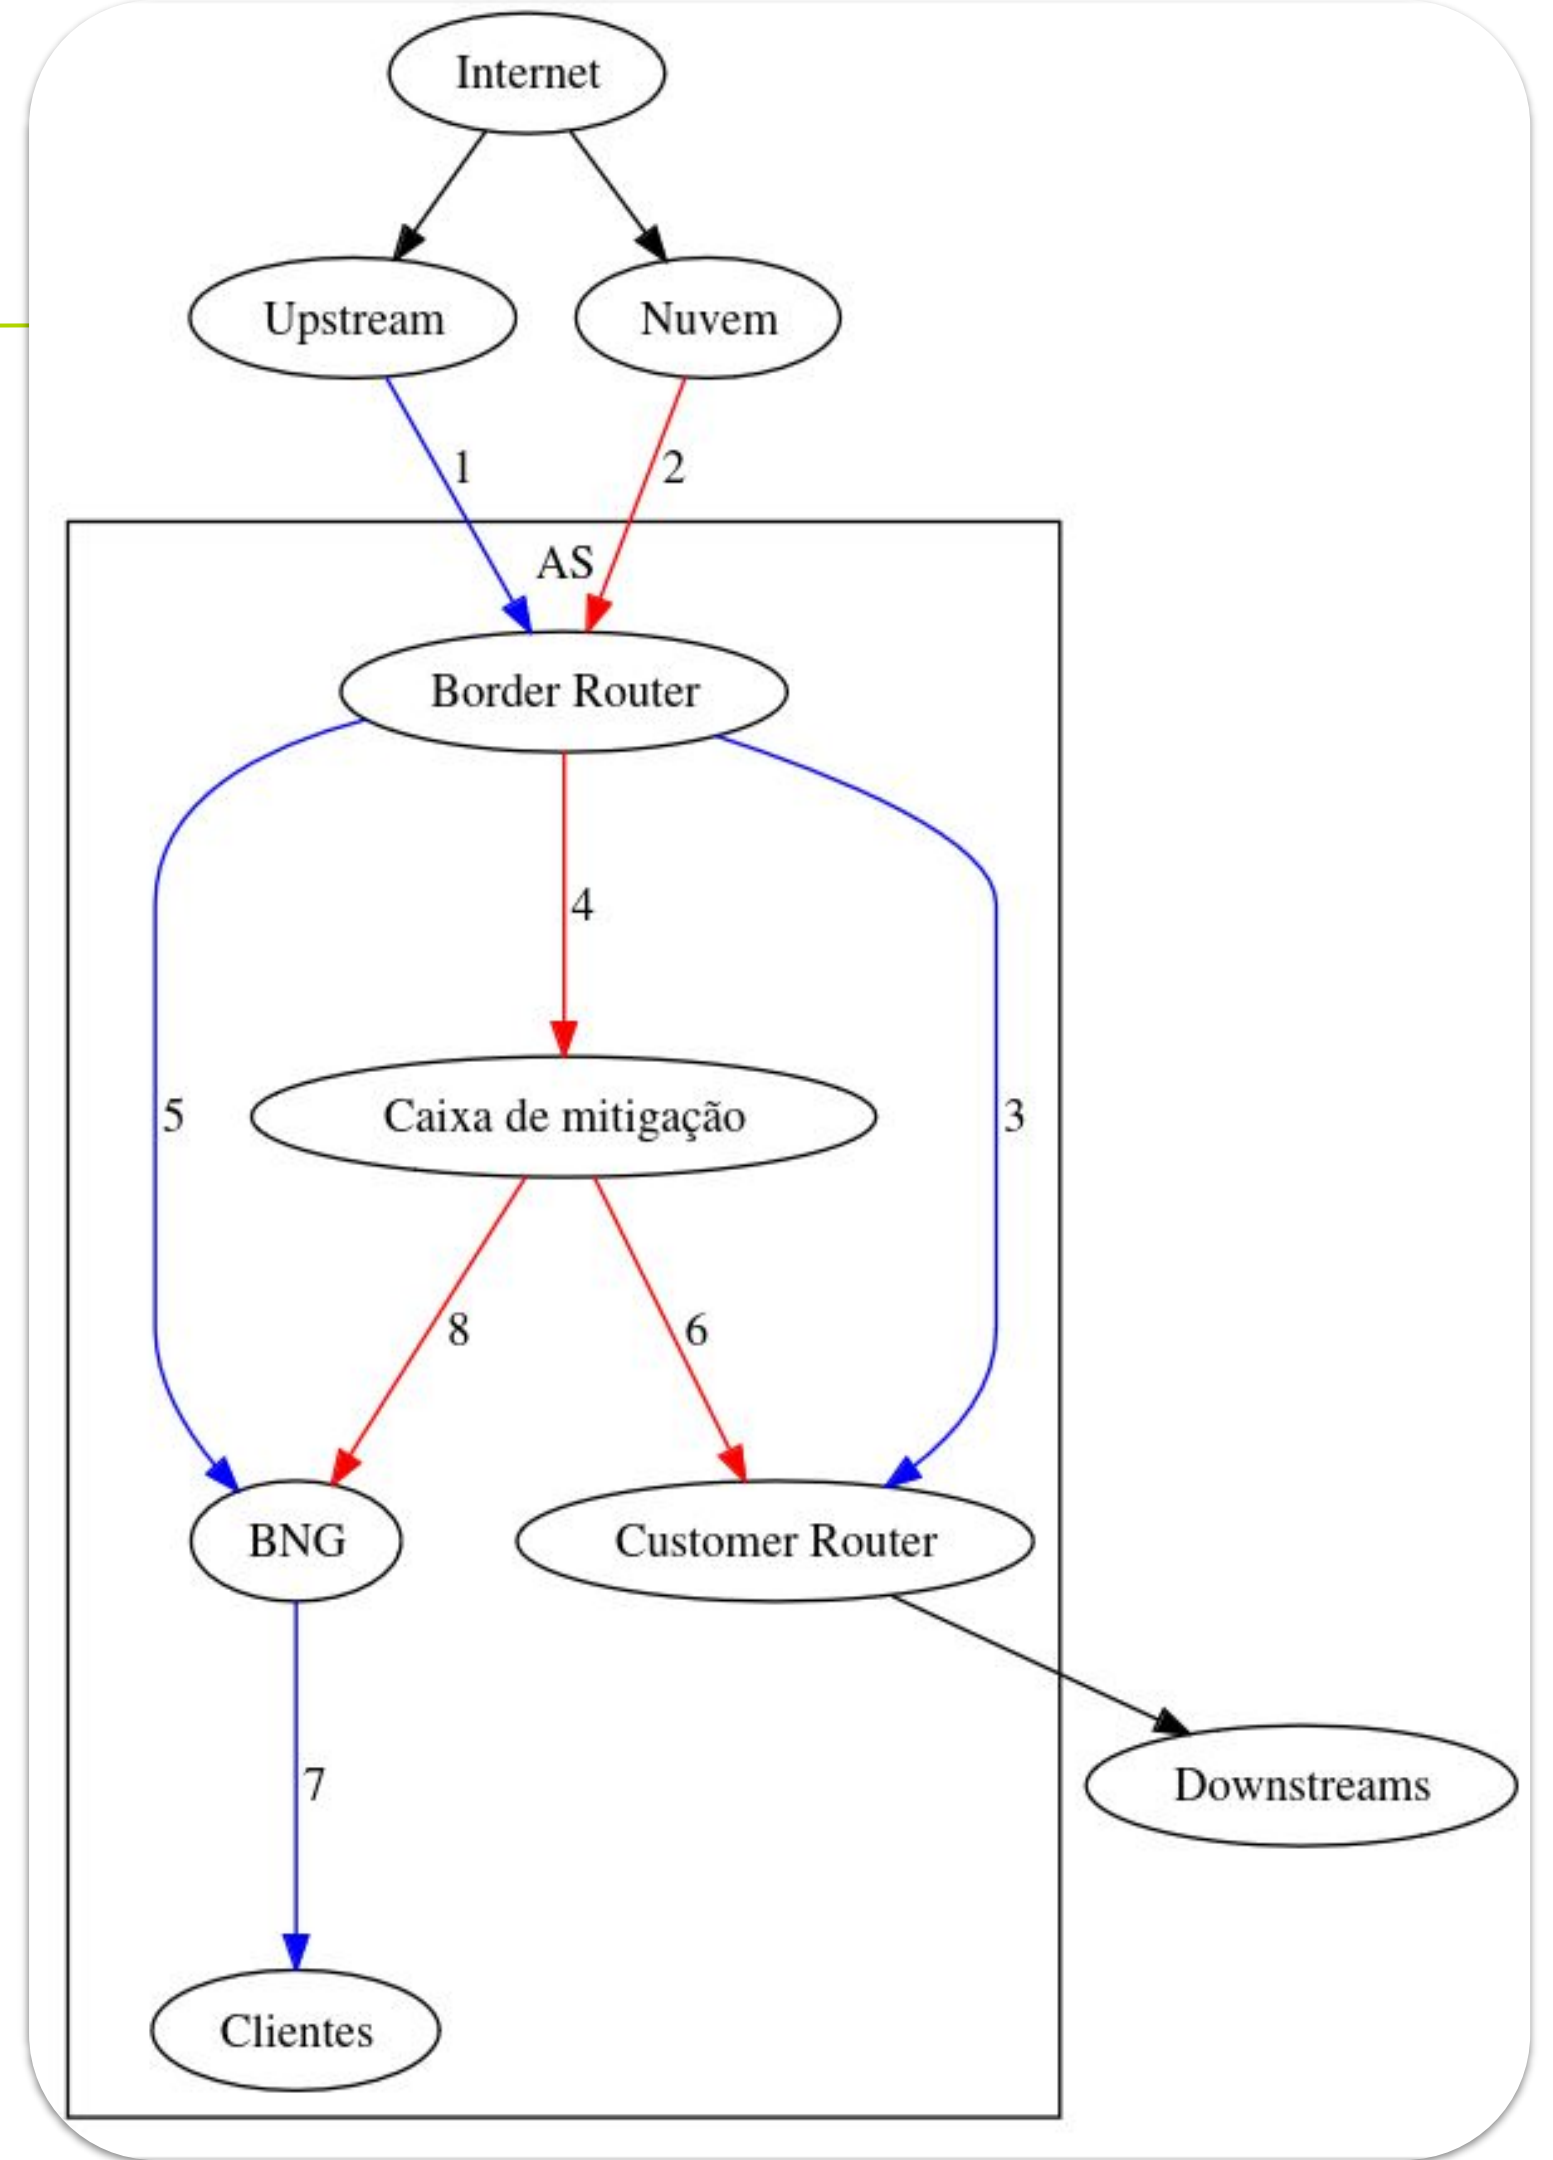 Internet
Upstream
Nuvem
1
2
AS
Border Router
4
5
Caixa de mitigação
3
8
6
BNG
Customer Router
7
Downstreams
Clientes